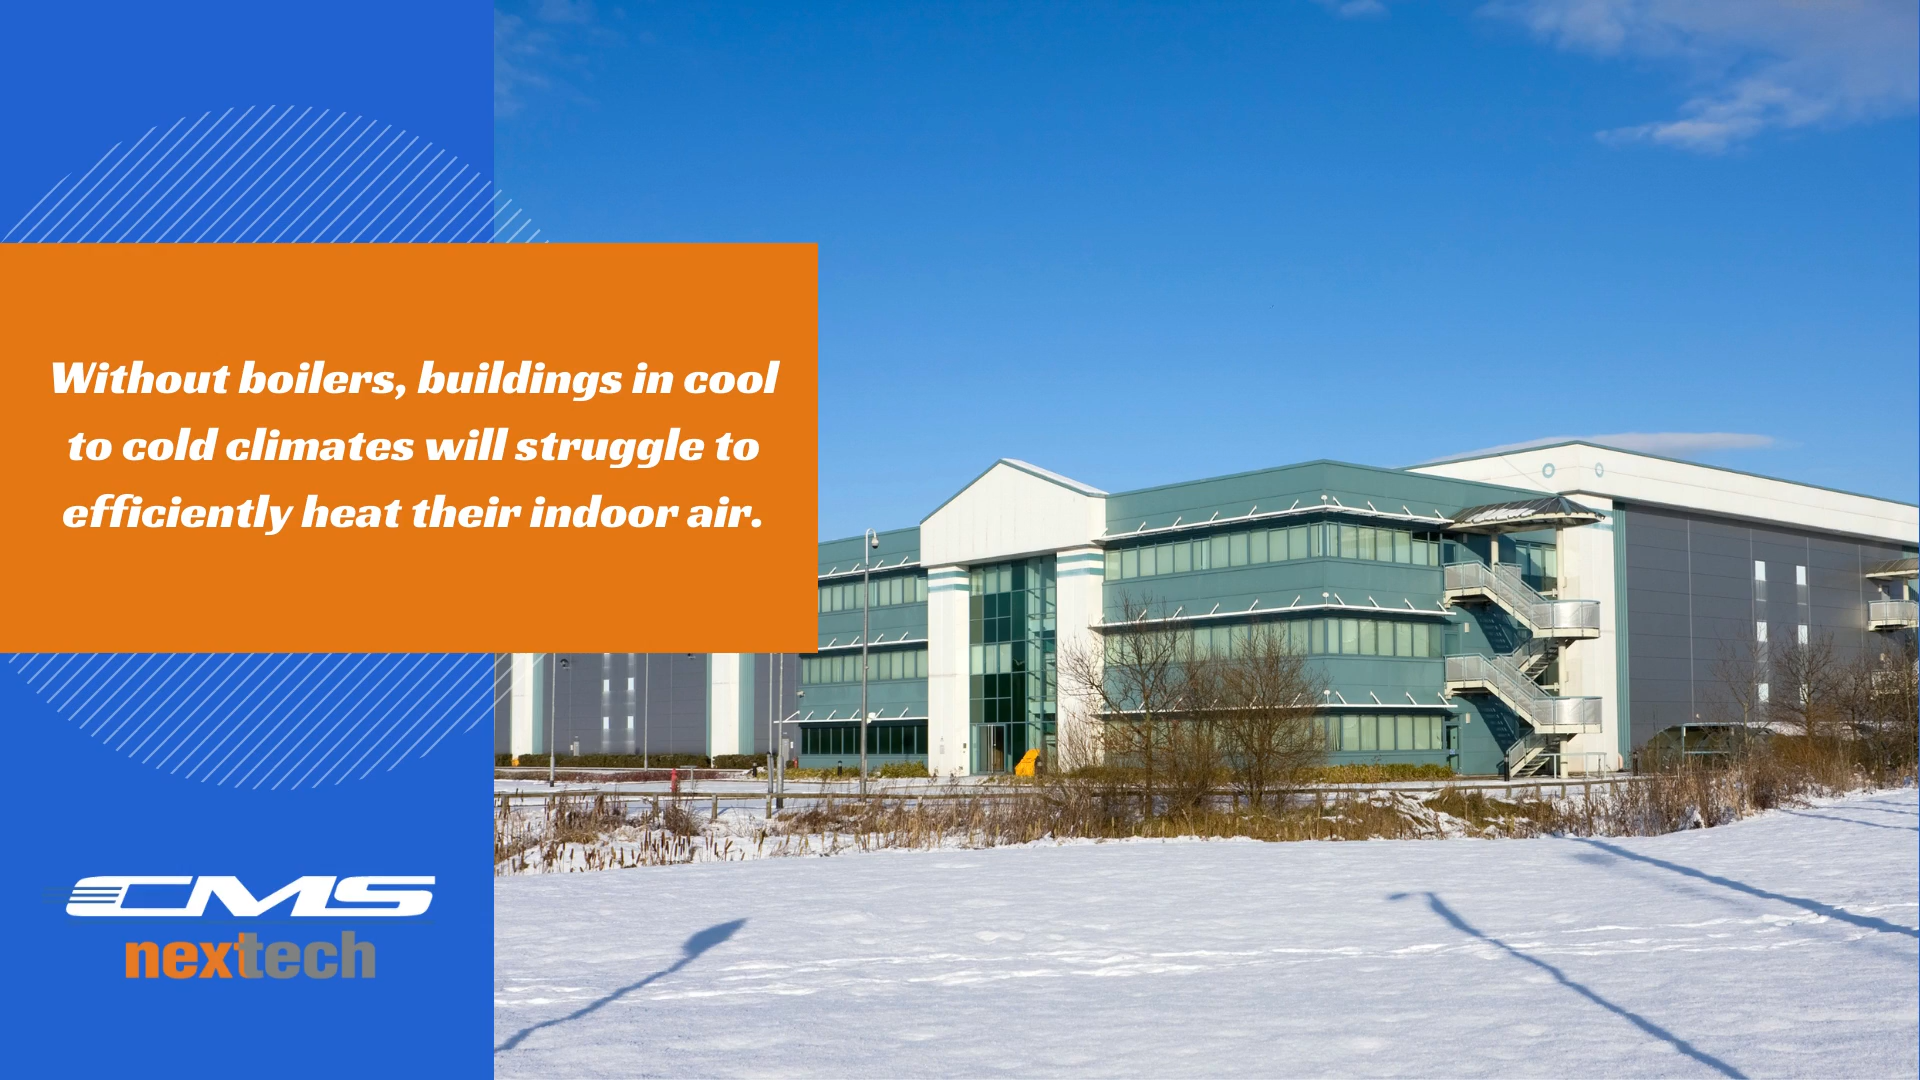 Without boilers, buildings in cool
to cold climates will struggle to
efficiently heat their indoor air.
CMS
nextech